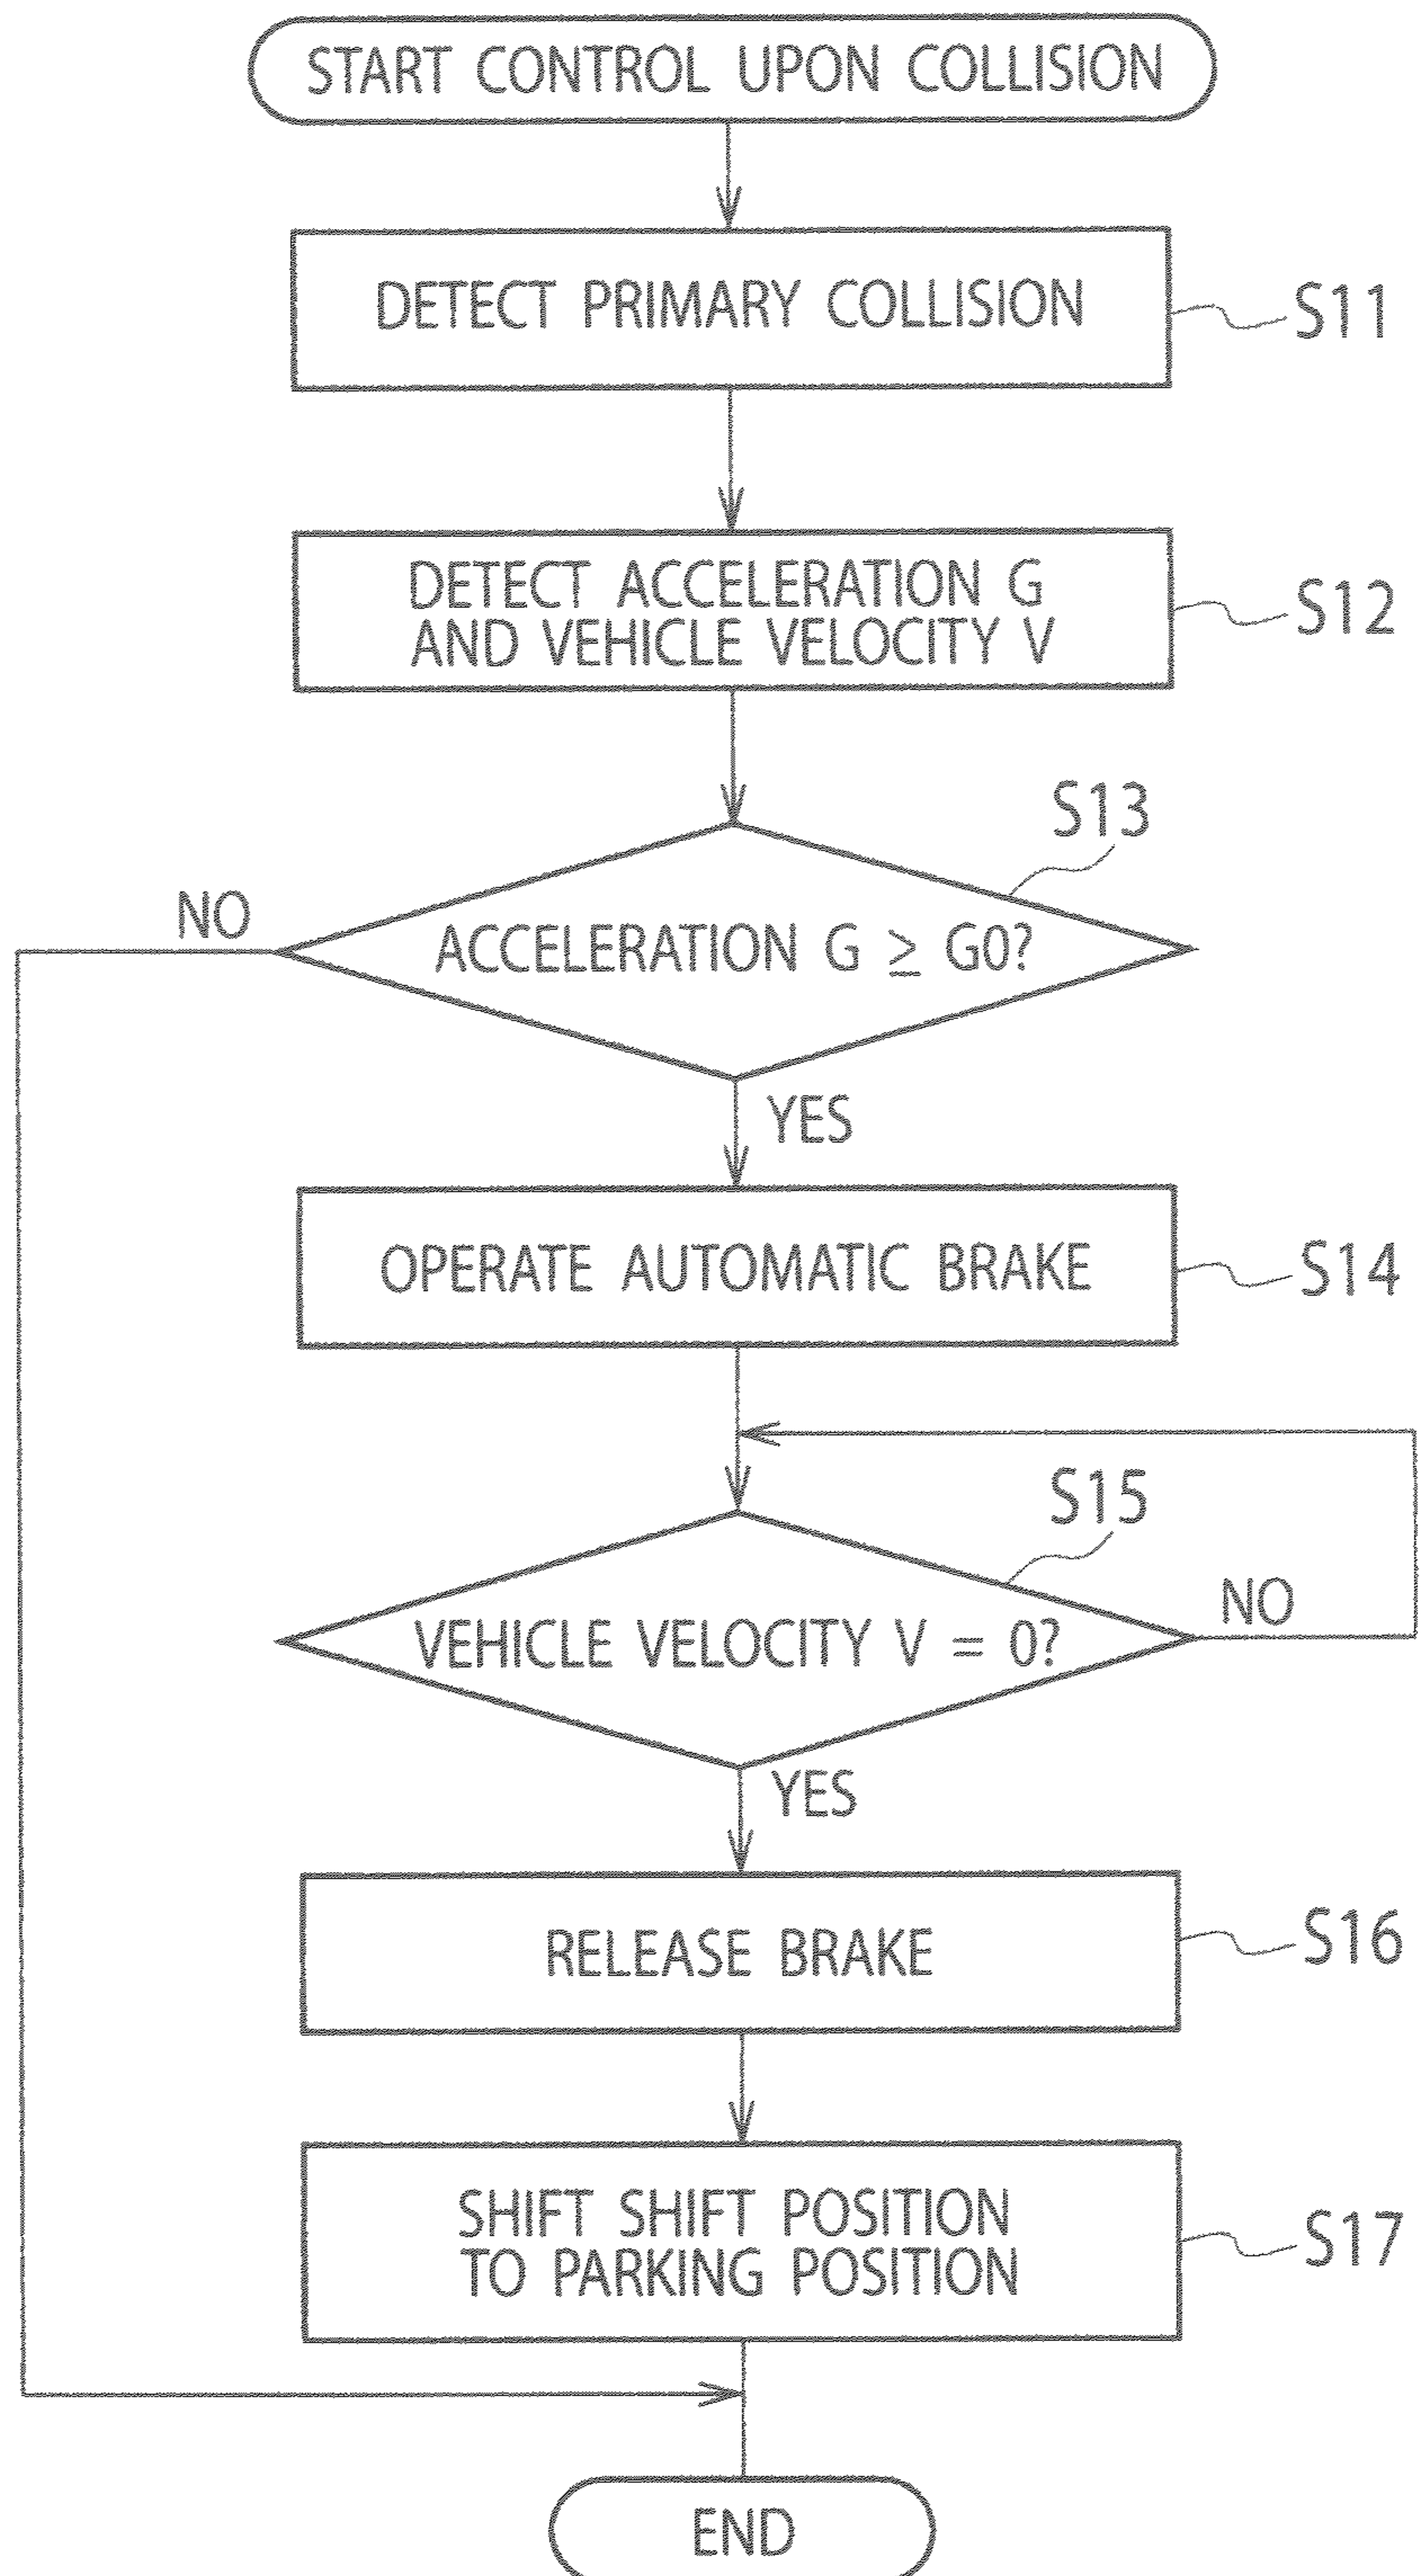 START CONTROL UPON COLLISION
DETECT PRIMARY COLLISION
S11
DETECT ACCELERATION G
AND VEHICLE VELOCITY V
S12
S13
NO
ACCELERATION G ≥ G0?
YES
OPERATE AUTOMATIC BRAKE
S14
S15
NO
VEHICLE VELOCITY V = 0?
YES
RELEASE BRAKE
S16
SHIFT SHIFT POSITION
TO PARKING POSITION
S17
END